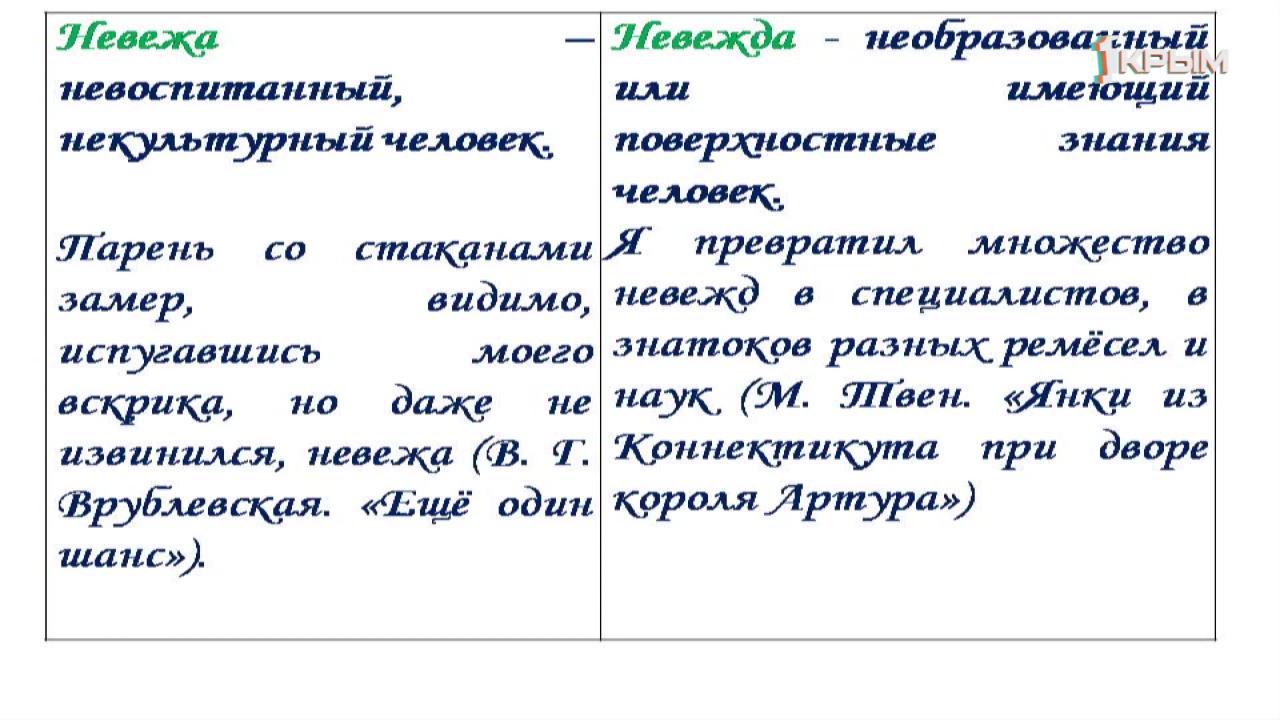 Невежа —
невоспитанный,
некультурный человек.
Парень со стаканами
замер, видимо,
испугавшись моего
вскрика, но даже не
извинился, невежа (В. Г.
Врублевская. «Ещё один
шанс»).
Невежда - необразованный
или имеющий
поверхностные знания
человек.
Я превратил множество
невежд в специалистов, в
знатоков разных ремёсел и
наук (М. Твен. «Янки из
Коннектикута при дворе
короля Артура»)
КРЫМ